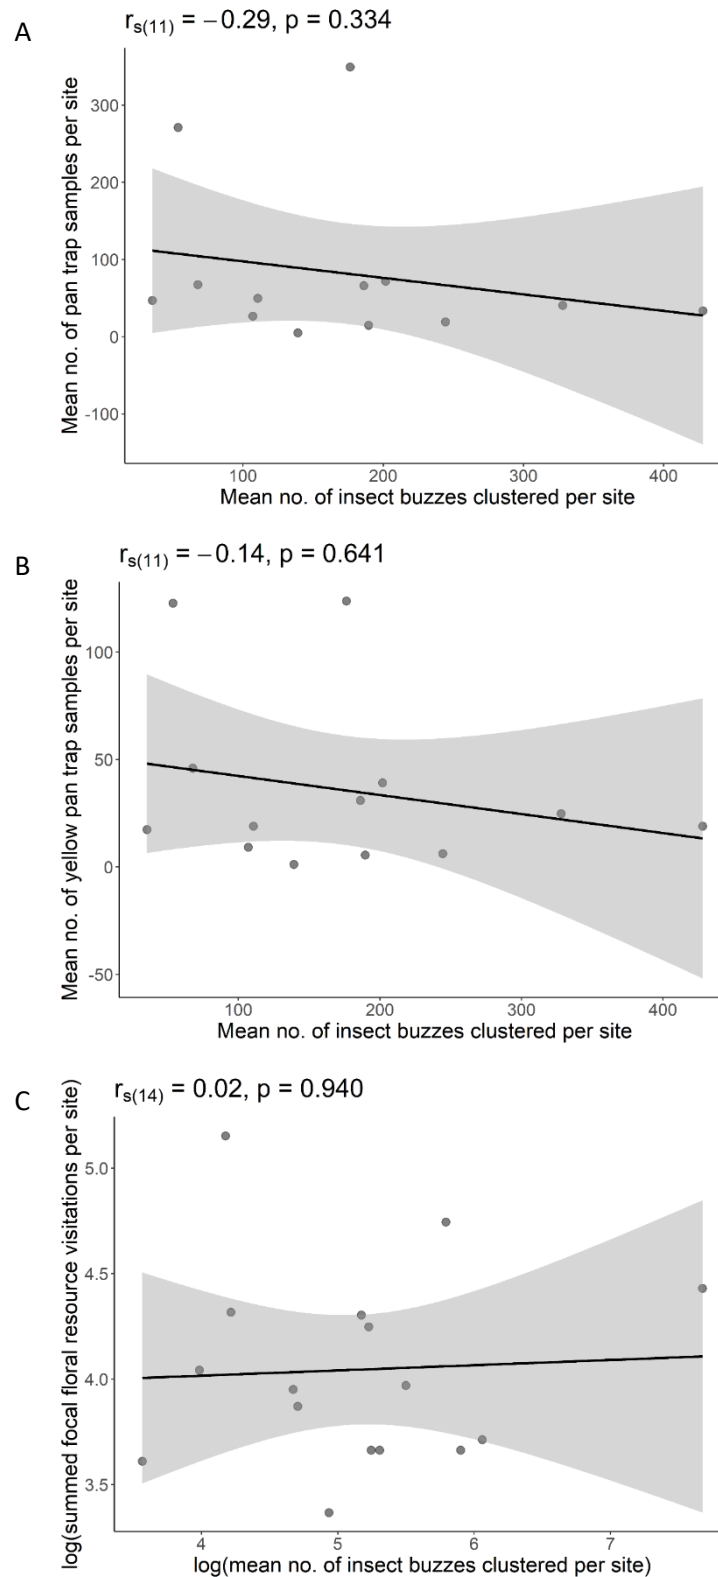 A
rs(11) = −0.29, p = 0.334
Mean no. of pan trap samples per site
300
200
100
0
-100
100 200 300 400
Mean no. of insect buzzes clustered per site
B
rs(11) = −0.14, p = 0.641
Mean no. of yellow pan trap samples per site
100
50
0
-50
100 200 300 400
Mean no. of insect buzzes clustered per site
C
rs(14) = 0.02, p = 0.940
log(summed focal floral resource visitations per site)
5.0
4.5
4.0
3.5
4 5 6 7
log(mean no. of insect buzzes clustered per site)